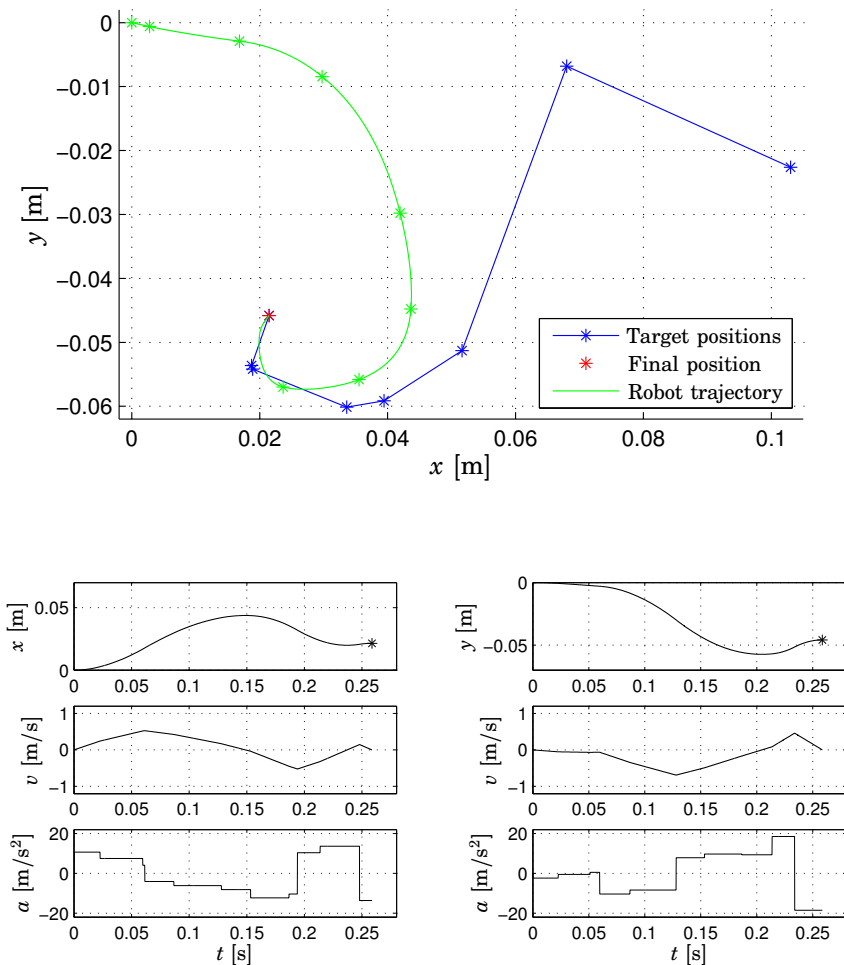 0
−0.01
−0.02
−0.03
−0.04
−0.05
−0.06
y [m]
0 0.02 0.04 0.06 0.08 0.1
x [m]
Target positions
Final position
Robot trajectory
0.05
0
x [m]
0 0.05 0.1 0.15 0.2 0.25
1
0
−1
v [m/s]
0 0.05 0.1 0.15 0.2 0.25
20
0
−20
a [m/s²]
0 0.05 0.1 0.15 0.2 0.25
t [s]
0
−0.05
y [m]
0 0.05 0.1 0.15 0.2 0.25
1
0
−1
v [m/s]
0 0.05 0.1 0.15 0.2 0.25
20
0
−20
a [m/s²]
0 0.05 0.1 0.15 0.2 0.25
t [s]